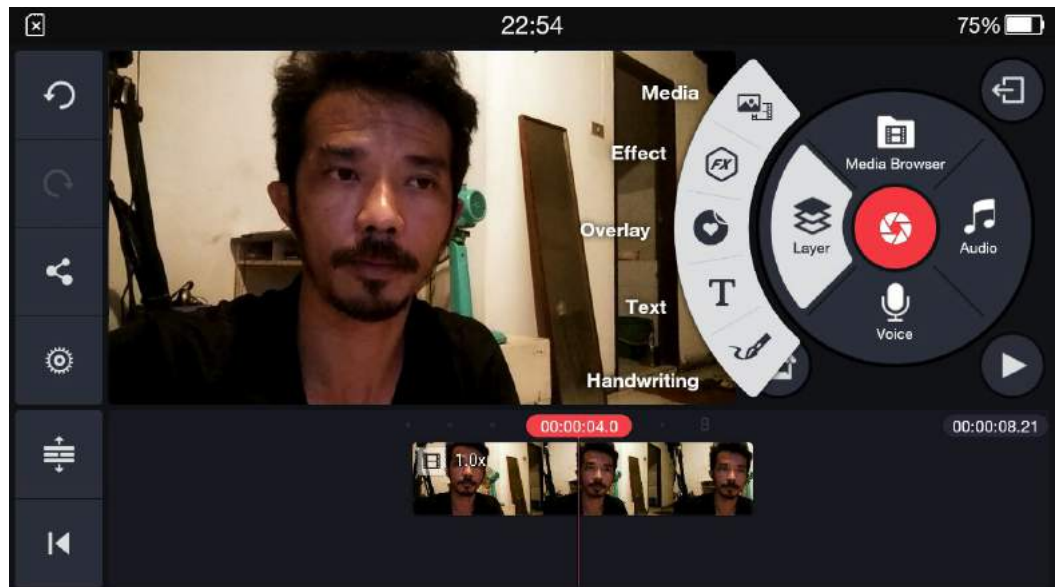 22:54
75%
Media
Effect
Overlay
Text
Handwriting
FX
T
Media Browser
Layer
Audio
Voice
00:00:04.0
00:00:08.21
1.0x